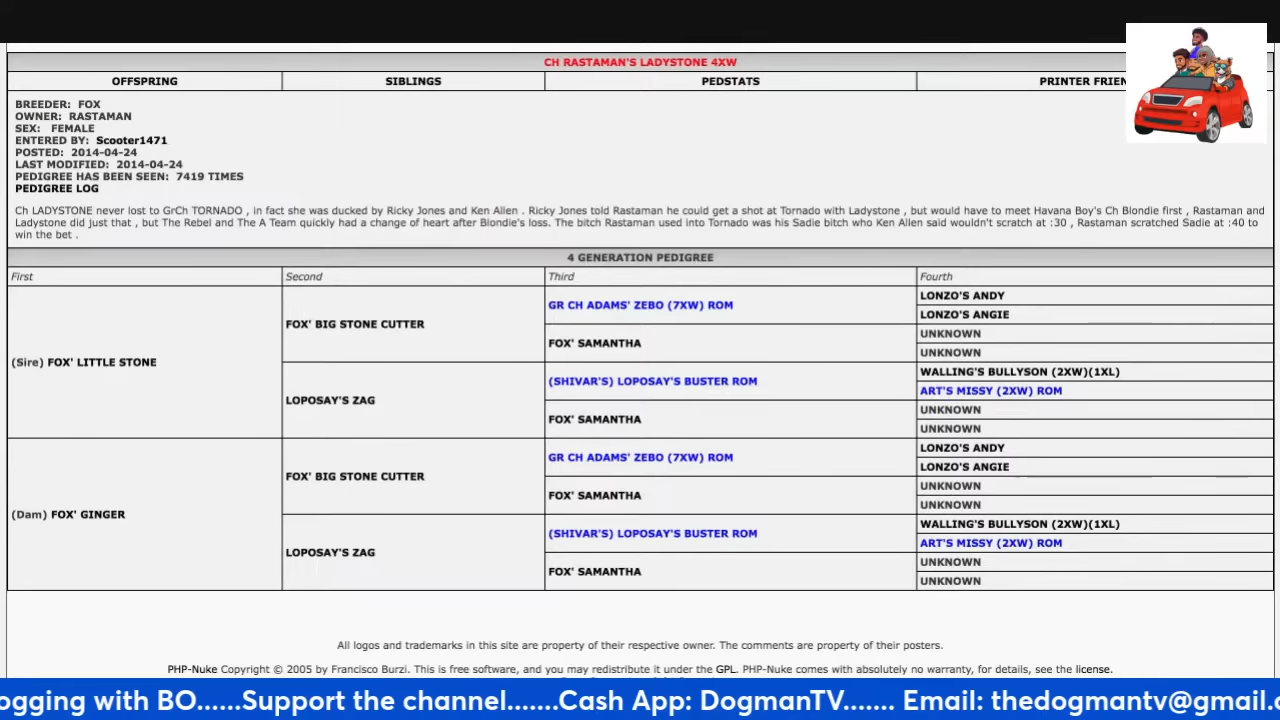 CH RASTAMAN'S LADYSTONE 4XW
OFFSPRING SIBLINGS PEDSTATS PRINTER FRIEN
BREEDER: FOX
OWNER: RASTAMAN
SEX: FEMALE
ENTERED BY: Scooter1471
POSTED: 2014-04-24
LAST MODIFIED: 2014-04-24
PEDIGREE HAS BEEN SEEN: 7419 TIMES
PEDIGREE LOG
Ch LADYSTONE never lost to GrCh TORNADO , in fact she was ducked by Ricky Jones and Ken Allen . Ricky Jones told Rastaman he could get a shot at Tornado with Ladystone , but would have to meet Havana Boy's Ch Blondie first , Rastaman and
Ladystone did just that , but The Rebel and The A Team quickly had a change of heart after Blondie's loss. The bitch Rastaman used into Tornado was his Sadie bitch who Ken Allen said wouldn't scratch at :30 , Rastaman scratched Sadie at :40 to
win the bet .
4 GENERATION PEDIGREE
First Second Third Fourth
(Sire) FOX' LITTLE STONE
FOX' BIG STONE CUTTER
GR CH ADAMS' ZEBO (7XW) ROM
LONZO'S ANDY
LONZO'S ANGIE
FOX' SAMANTHA
UNKNOWN
UNKNOWN
LOPOSAY'S ZAG
(SHIVAR'S) LOPOSAY'S BUSTER ROM
WALLING'S BULLYSON (2XW)(1XL)
ART'S MISSY (2XW) ROM
FOX' SAMANTHA
UNKNOWN
UNKNOWN
(Dam) FOX' GINGER
FOX' BIG STONE CUTTER
GR CH ADAMS' ZEBO (7XW) ROM
LONZO'S ANDY
LONZO'S ANGIE
FOX' SAMANTHA
UNKNOWN
UNKNOWN
LOPOSAY'S ZAG
(SHIVAR'S) LOPOSAY'S BUSTER ROM
WALLING'S BULLYSON (2XW)(1XL)
ART'S MISSY (2XW) ROM
FOX' SAMANTHA
UNKNOWN
UNKNOWN
All logos and trademarks in this site are property of their respective owner. The comments are property of their posters.
PHP-Nuke Copyright © 2005 by Francisco Burzi. This is free software, and you may redistribute it under the GPL. PHP-Nuke comes with absolutely no warranty, for details, see the license.
ogging with BO......Support the channel.......Cash App: DogmanTV....... Email: thedogmantv@gmail.c